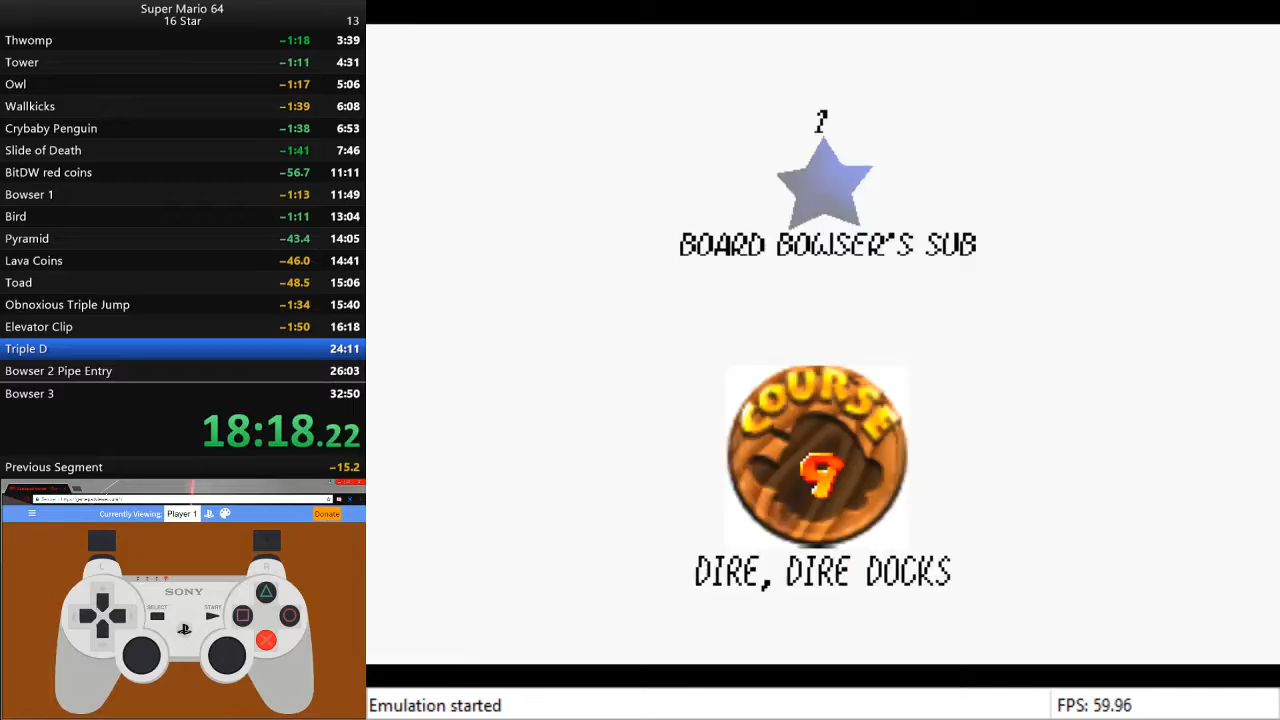 Super Mario 64
16 Star 13
Thwomp -1:18 3:39
Tower -1:11 4:31
Owl -1:17 5:06
Wallkicks -1:39 6:08
Crybaby Penguin -1:38 6:53
Slide of Death -1:41 7:46
BitDW red coins -56.7 11:11
Bowser 1 -1:13 11:49
Bird -1:11 13:04
Pyramid -43.4 14:05
Lava Coins -46.0 14:41
Toad -48.5 15:06
Obnoxious Triple Jump -1:34 15:40
Elevator Clip -1:50 16:18
Triple D 24:11
Bowser 2 Pipe Entry 26:03
Bowser 3 32:50
18:18.22
Previous Segment -15.2
Currently Viewing: Player 1 Donate
L R
SONY
SELECT START
1
BOARD BOWSER'S SUB
COURSE
9
DIRE, DIRE DOCKS
Emulation started FPS: 59.96